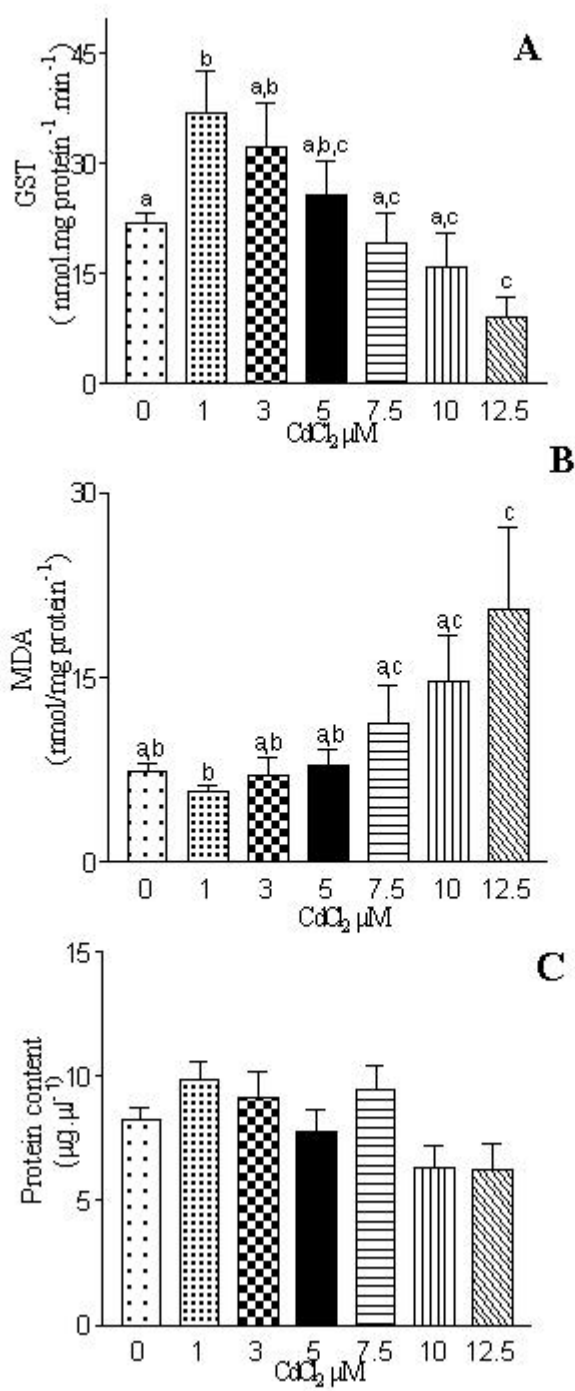 A
45
30
15
0
GST
( nmol.mg protein⁻¹ .min⁻¹)
a
b
a,b
a,b,c
a,c
a,c
c
0 1 3 5 7.5 10 12.5
CdCl₂ µM
B
30
15
0
MDA
(nmol/mg protein⁻¹)
a,b
b
a,b
a,b
a,c
a,c
c
0 1 3 5 7.5 10 12.5
CdCl₂ µM
C
15
10
5
0
Protein content
(µg.µl⁻¹)
0 1 3 5 7.5 10 12.5
CdCl₂ µM